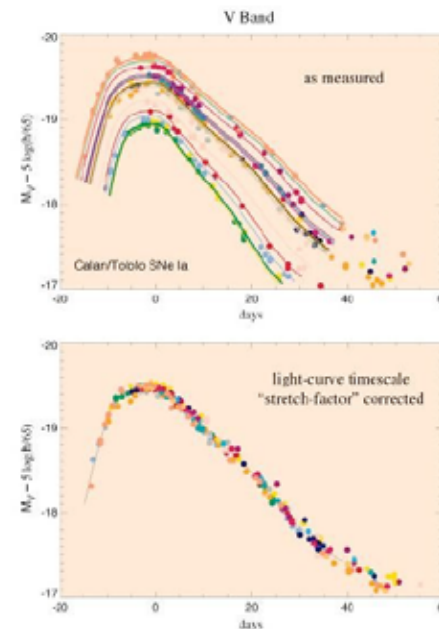 V Band
-20
as measured
-19
M_V – 5 log(h/65)
-18
Calan/Tololo SNe Ia
-17
-20 0 20 40 60
days
-20
light-curve timescale
"stretch-factor" corrected
-19
M_V – 5 log(h/65)
-18
-17
-20 0 20 40 60
days